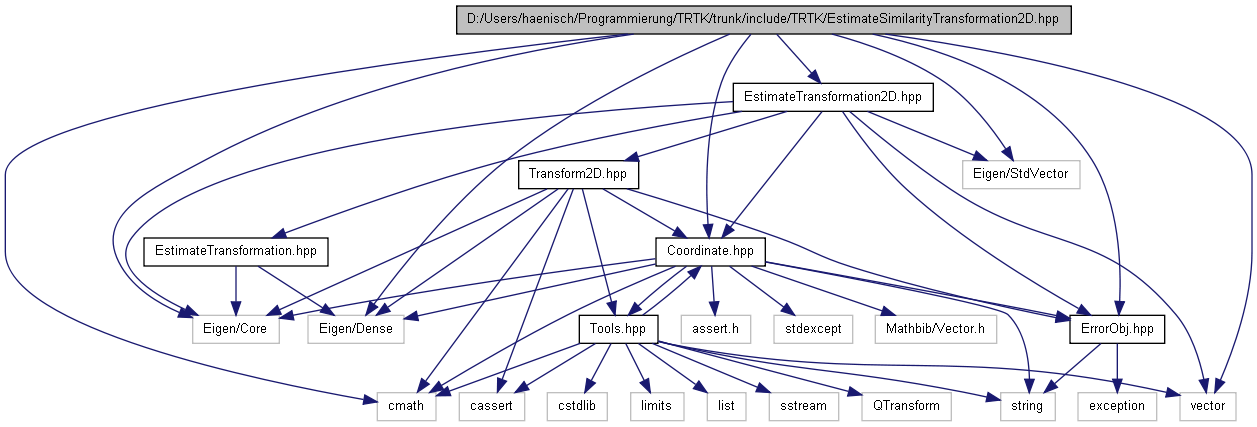 D:/Users/haenisch/Programmierung/TRTK/trunk/include/TRTK/EstimateSimilarityTransformation2D.hpp
EstimateTransformation2D.hpp
Transform2D.hpp
Eigen/StdVector
EstimateTransformation.hpp
Coordinate.hpp
Eigen/Core
Eigen/Dense
Tools.hpp
assert.h
stdexcept
Mathbib/Vector.h
ErrorObj.hpp
cmath
cassert
cstdlib
limits
list
sstream
QTransform
string
exception
vector